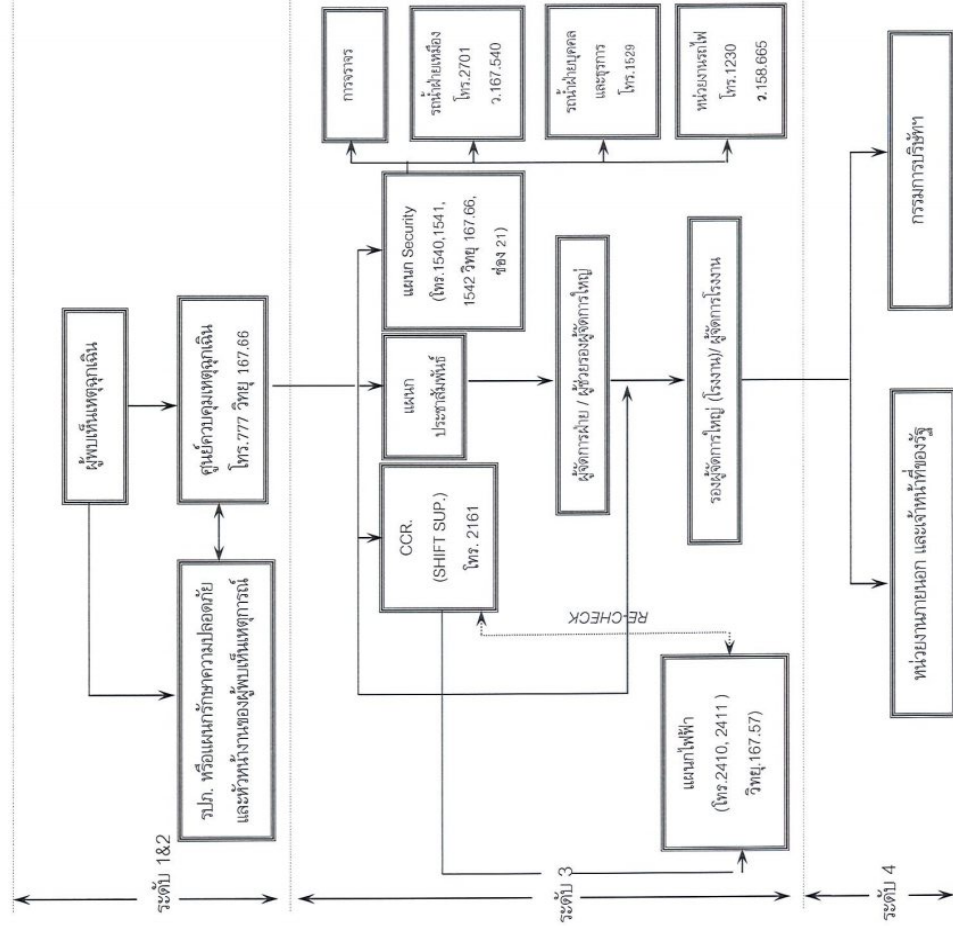 ระดับ 1&2
ผู้พบเห็นเหตุฉุกเฉิน
รปภ. หรือแผนกรักษาความปลอดภัย
และหัวหน้างานของผู้พบเห็นเหตุการณ์
ศูนย์ควบคุมเหตุฉุกเฉิน
โทร.777 วิทยุ 167.66
ระดับ 3
CCR.
(SHIFT SUP.)
โทร. 2161
แผนก
ประชาสัมพันธ์
แผนก Security
(โทร.1540,1541,
1542 วิทยุ 167.66,
ช่อง 21)
การจราจร
รถน้ำฝ่ายเหมือง
โทร.2701
ว.167.540
รถน้ำฝ่ายบุคคล
และธุรการ
โทร.1529
หน่วยงานรถไฟ
โทร.1230
ว.158.665
RE-CHECK
แผนกไฟฟ้า
(โทร.2410, 2411 )
วิทยุ.167.57)
ผู้จัดการฝ่าย / ผู้ช่วยรองผู้จัดการใหญ่
รองผู้จัดการใหญ่ (โรงงาน)/ ผู้จัดการโรงงาน
ระดับ 4
หน่วยงานภายนอก และเจ้าหน้าที่ของรัฐ
กรรมการบริษัทฯ